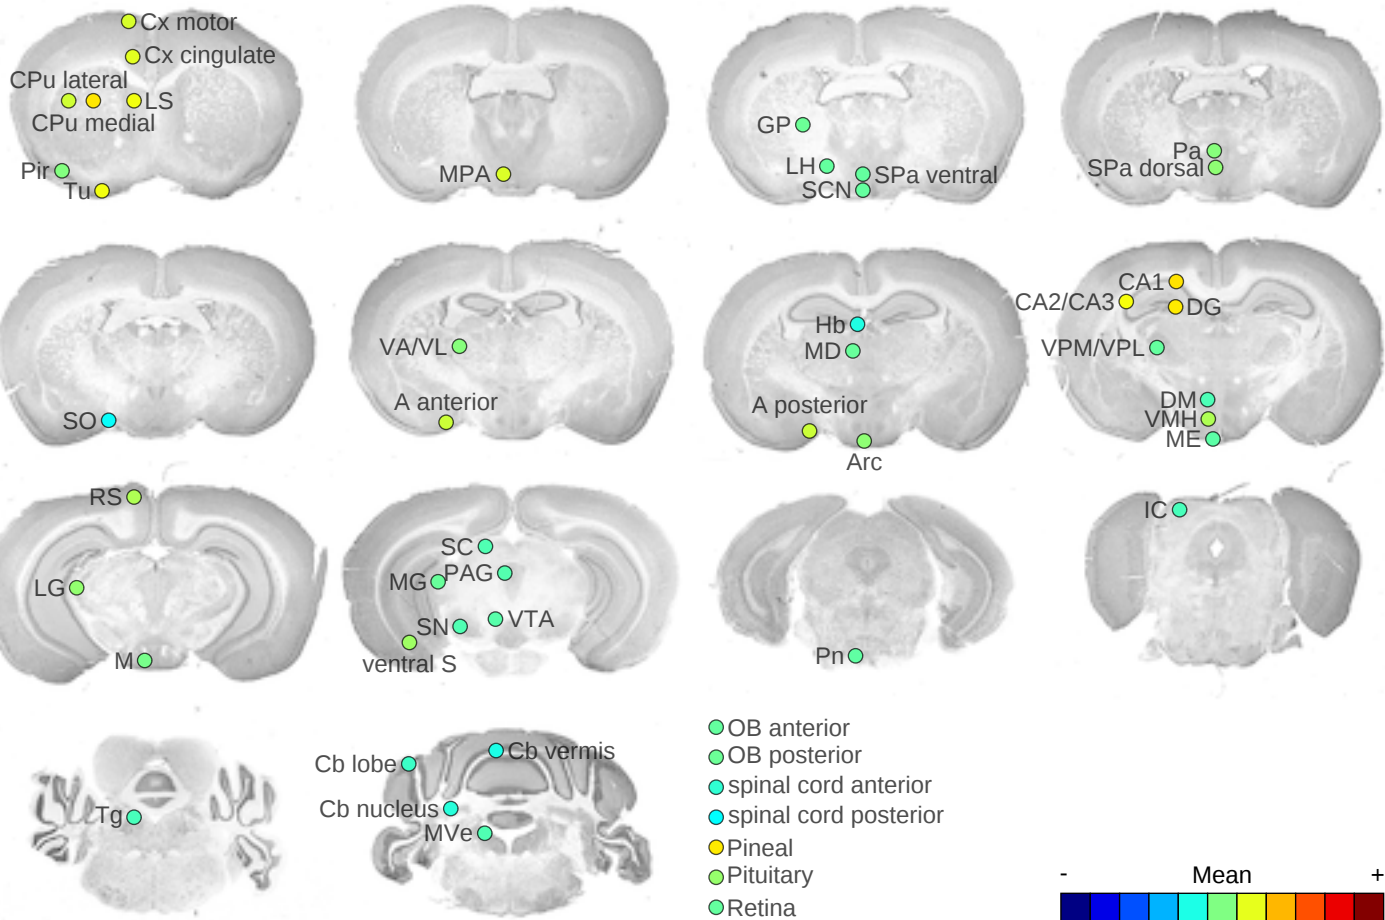 Cx motor
Cx cingulate
CPu lateral
LS
CPu medial
Pir
Tu
MPA
GP
LH
SPa ventral
SCN
Pa
SPa dorsal
SO
VA/VL
A anterior
Hb
MD
A posterior
Arc
CA1
CA2/CA3
DG
VPM/VPL
DM
VMH
ME
RS
LG
M
SC
PAG
MG
SN
VTA
ventral S
Pn
IC
Tg
Cb lobe
Cb vermis
Cb nucleus
MVe
OB anterior
OB posterior
spinal cord anterior
spinal cord posterior
Pineal
Pituitary
Retina
- Mean +